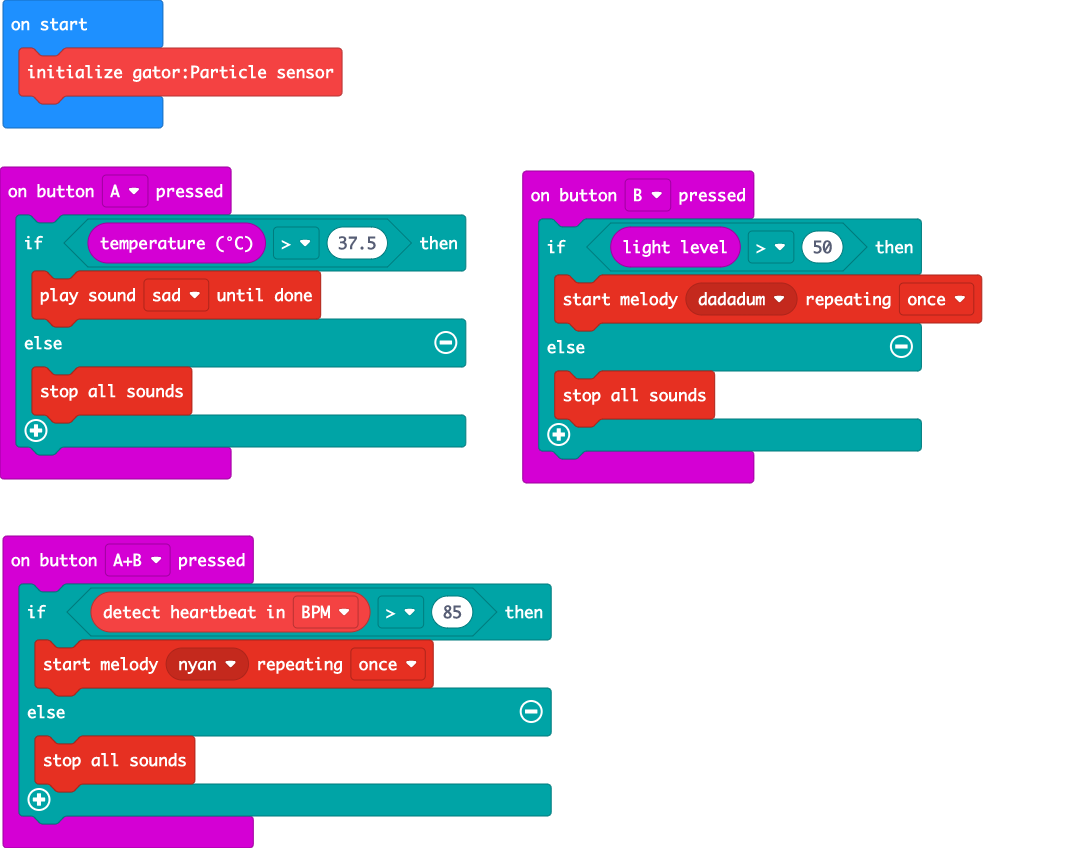 on start
initialize gator:Particle sensor
on button A pressed
if temperature (°C) > 37.5 then
play sound sad until done
else
stop all sounds
on button B pressed
if light level > 50 then
start melody dadadum repeating once
else
stop all sounds
on button A+B pressed
if detect heartbeat in BPM > 85 then
start melody nyan repeating once
else
stop all sounds